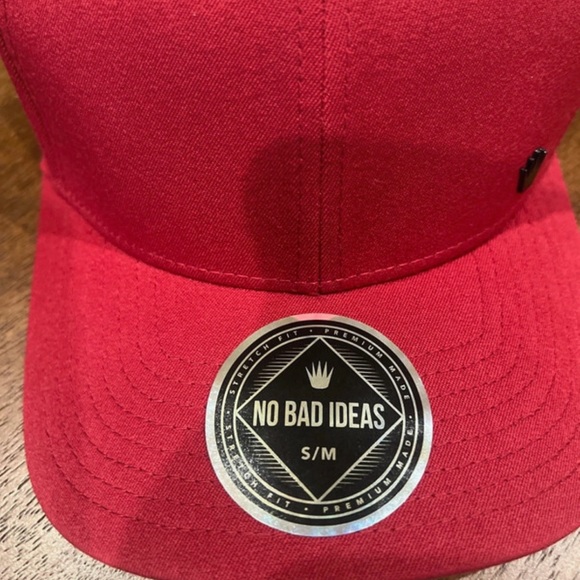 STRETCH FIT • PREMIUM MADE •
NO BAD IDEAS
S/M
STRETCH FIT • PREMIUM MADE